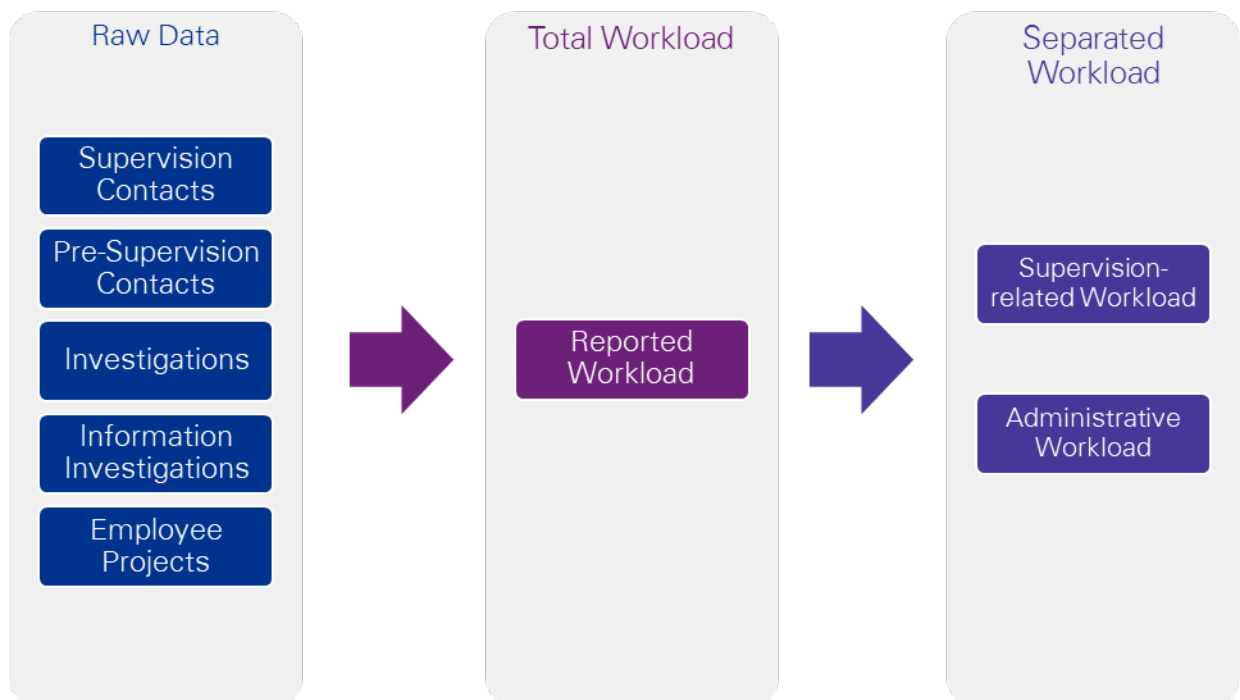 Raw Data
Supervision
Contacts
Pre-Supervision
Contacts
Investigations
Information
Investigations
Employee
Projects
Total Workload
Reported
Workload
Separated
Workload
Supervision-
related Workload
Administrative
Workload